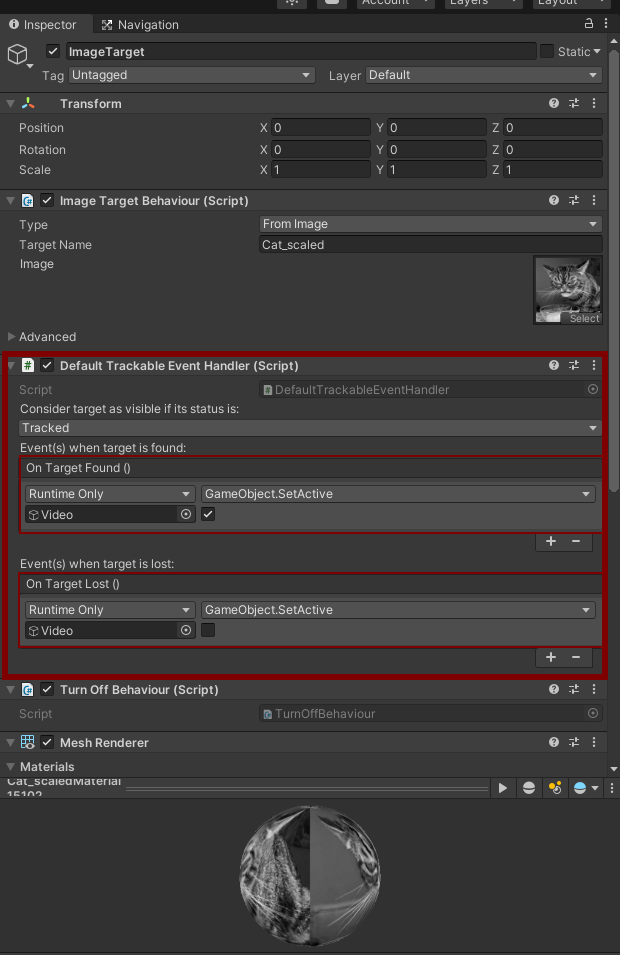 Account Layers Layout
Inspector Navigation
ImageTarget Static
Tag Untagged Layer Default
Transform
Position X 0 Y 0 Z 0
Rotation X 0 Y 0 Z 0
Scale X 1 Y 1 Z 1
Image Target Behaviour (Script)
Type From Image
Target Name Cat_scaled
Image
Select
Advanced
Default Trackable Event Handler (Script)
Script DefaultTrackableEventHandler
Consider target as visible if its status is:
Tracked
Event(s) when target is found:
On Target Found ()
Runtime Only GameObject.SetActive
Video
Event(s) when target is lost:
On Target Lost ()
Runtime Only GameObject.SetActive
Video
Turn Off Behaviour (Script)
Script TurnOffBehaviour
Mesh Renderer
Materials
Cat_scaledMaterial
15102